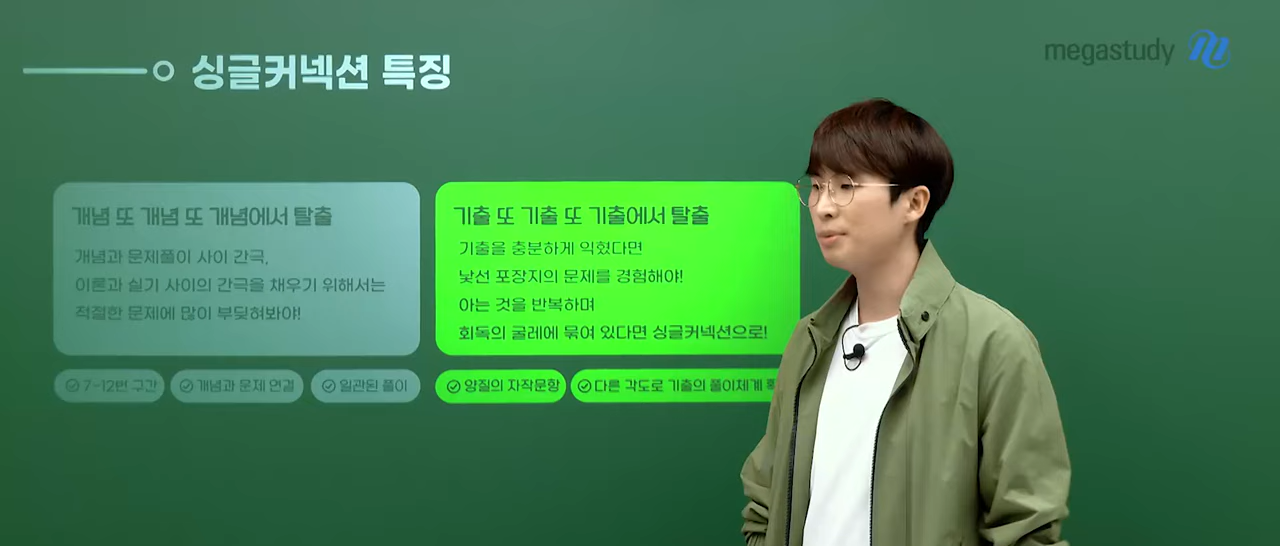 싱글커넥션 특징
megastudy
개념 또 개념 또 개념에서 탈출
개념과 문제풀이 사이 간극,
이론과 실기 사이의 간극을 채우기 위해서는
적절한 문제에 많이 부딪혀봐야!
7-12번 구간
개념과 문제 연결
일관된 풀이
기출 또 기출 또 기출에서 탈출
기출을 충분하게 익혔다면
낯선 포장지의 문제를 경험해야!
아는 것을 반복하며
회독의 굴레에 묶여 있다면 싱글커넥션으로!
양질의 자작문항
다른 각도로 기출의 풀이체계